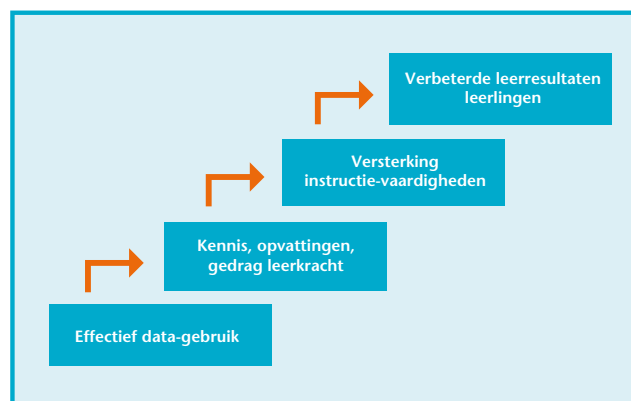 Verbeterde leerresultaten
leerlingen
Versterking
instructie-vaardigheden
Kennis, opvattingen,
gedrag leerkracht
Effectief data-gebruik